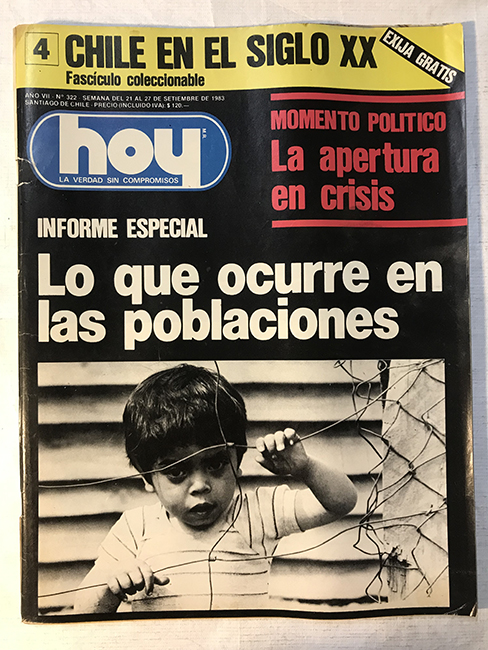 4 CHILE EN EL SIGLO XX
Fascículo coleccionable
EXIJA GRATIS
AÑO VII - N° 322 - SEMANA DEL 21 AL 27 DE SETIEMBRE DE 1983
SANTIAGO DE CHILE - PRECIO (INCLUIDO IVA): $ 120.—
hoy
M.R.
LA VERDAD SIN COMPROMISOS
MOMENTO POLITICO
La apertura
en crisis
INFORME ESPECIAL
Lo que ocurre en
las poblaciones